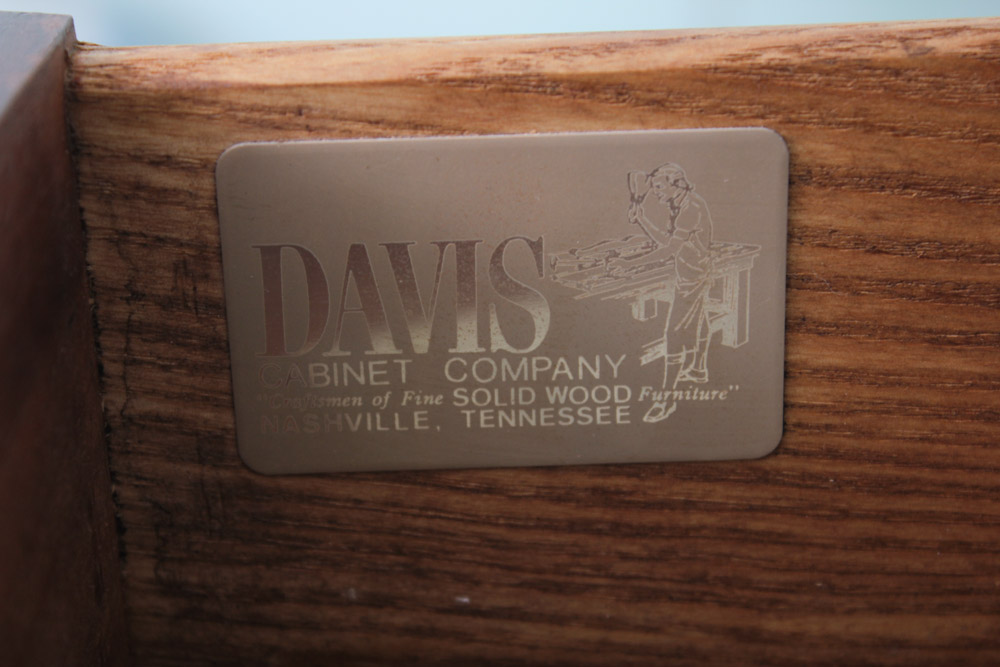 DAVIS
CABINET COMPANY
"Craftsmen of Fine SOLID WOOD Furniture"
NASHVILLE, TENNESSEE